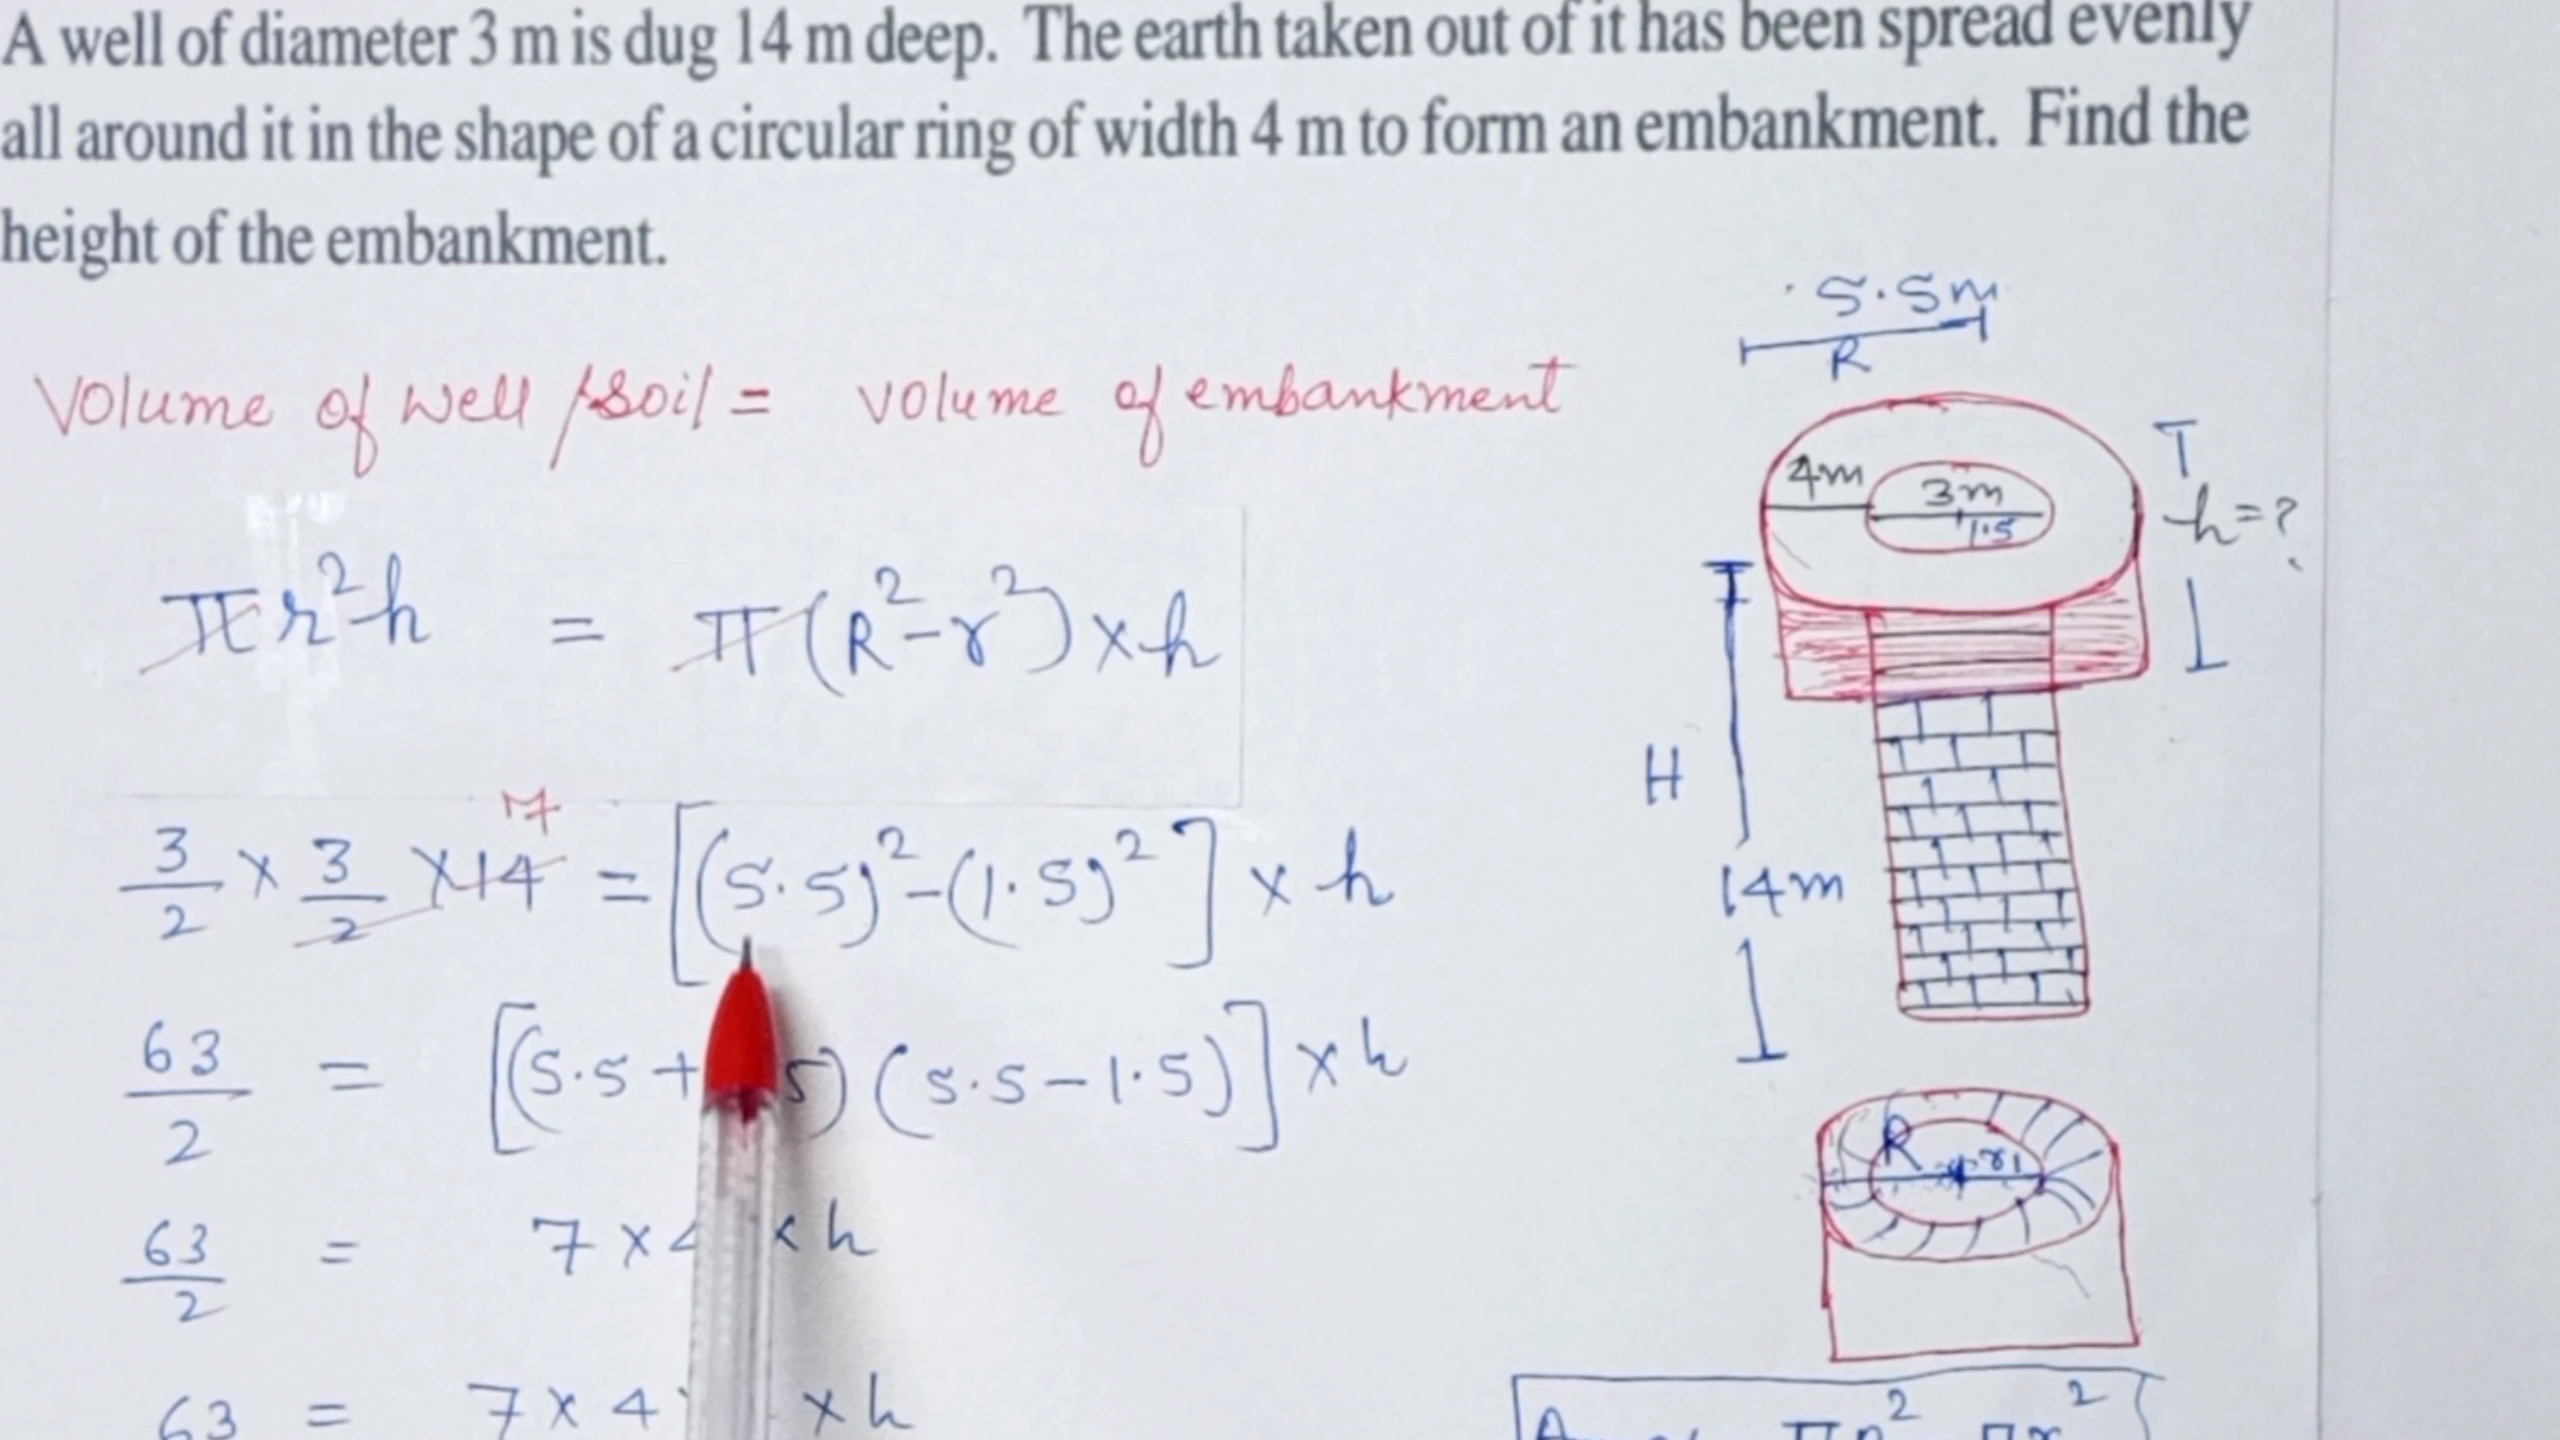 A well of diameter 3 m is dug 14 m deep. The earth taken out of it has been spread evenly
all around it in the shape of a circular ring of width 4 m to form an embankment. Find the
height of the embankment.
5.5m
R
Volume of well / soil = volume of embankment
4m
3m
1.5
h=?
πr²h = π(R²-r²)×h
H
7
3/2 × 3/2 ×14 = [(5.5)²-(1.5)²] × h
14m
63/2 = [(5.5+ 5) (5.5-1.5)]×h
R r
63/2 = 7×4 ×h
63 = 7×4 ×h